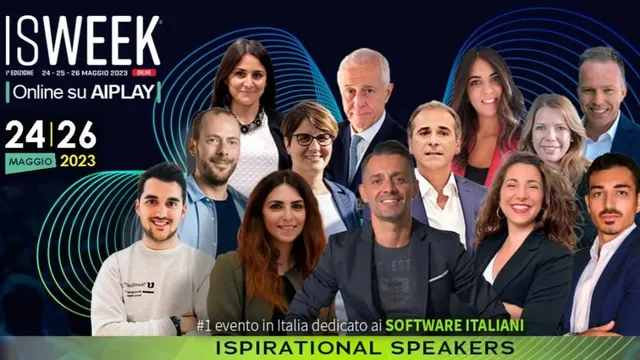 ISWEEK
1ª EDIZIONE 24 - 25 - 26 MAGGIO 2023 ONLINE
Online su AIPLAY
24|26
MAGGIO 2023
#1 evento in Italia dedicato ai SOFTWARE ITALIANI
ISPIRATIONAL SPEAKERS